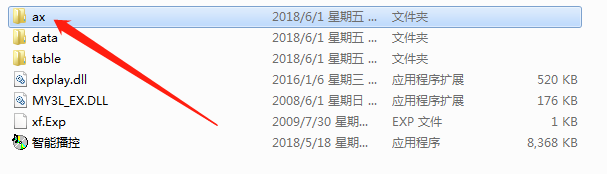 ax 2018/6/1 星期五 ... 文件夹
data 2018/6/1 星期五 ... 文件夹
table 2018/6/1 星期五 ... 文件夹
dxplay.dll 2016/1/6 星期三 ... 应用程序扩展 520 KB
MY3L_EX.DLL 2008/6/1 星期日 ... 应用程序扩展 176 KB
xf.Exp 2009/7/30 星期... EXP 文件 1 KB
智能播控 2018/5/18 星期... 应用程序 8,368 KB